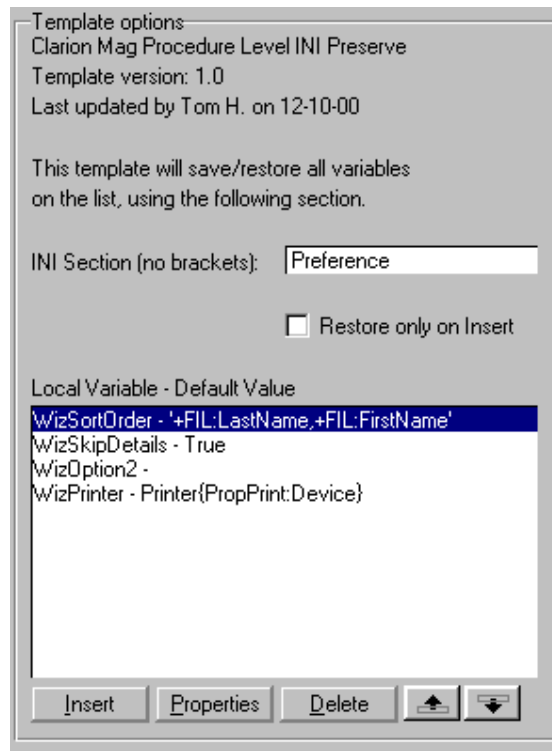 Template options
Clarion Mag Procedure Level INI Preserve
Template version: 1.0
Last updated by Tom H. on 12-10-00
This template will save/restore all variables
on the list, using the following section.
INI Section (no brackets): Preference
Restore only on Insert
Local Variable - Default Value
WizSortOrder - '+FIL:LastName,+FIL:FirstName'
WizSkipDetails - True
WizOption2 -
WizPrinter - Printer{PropPrint:Device}
Insert Properties Delete